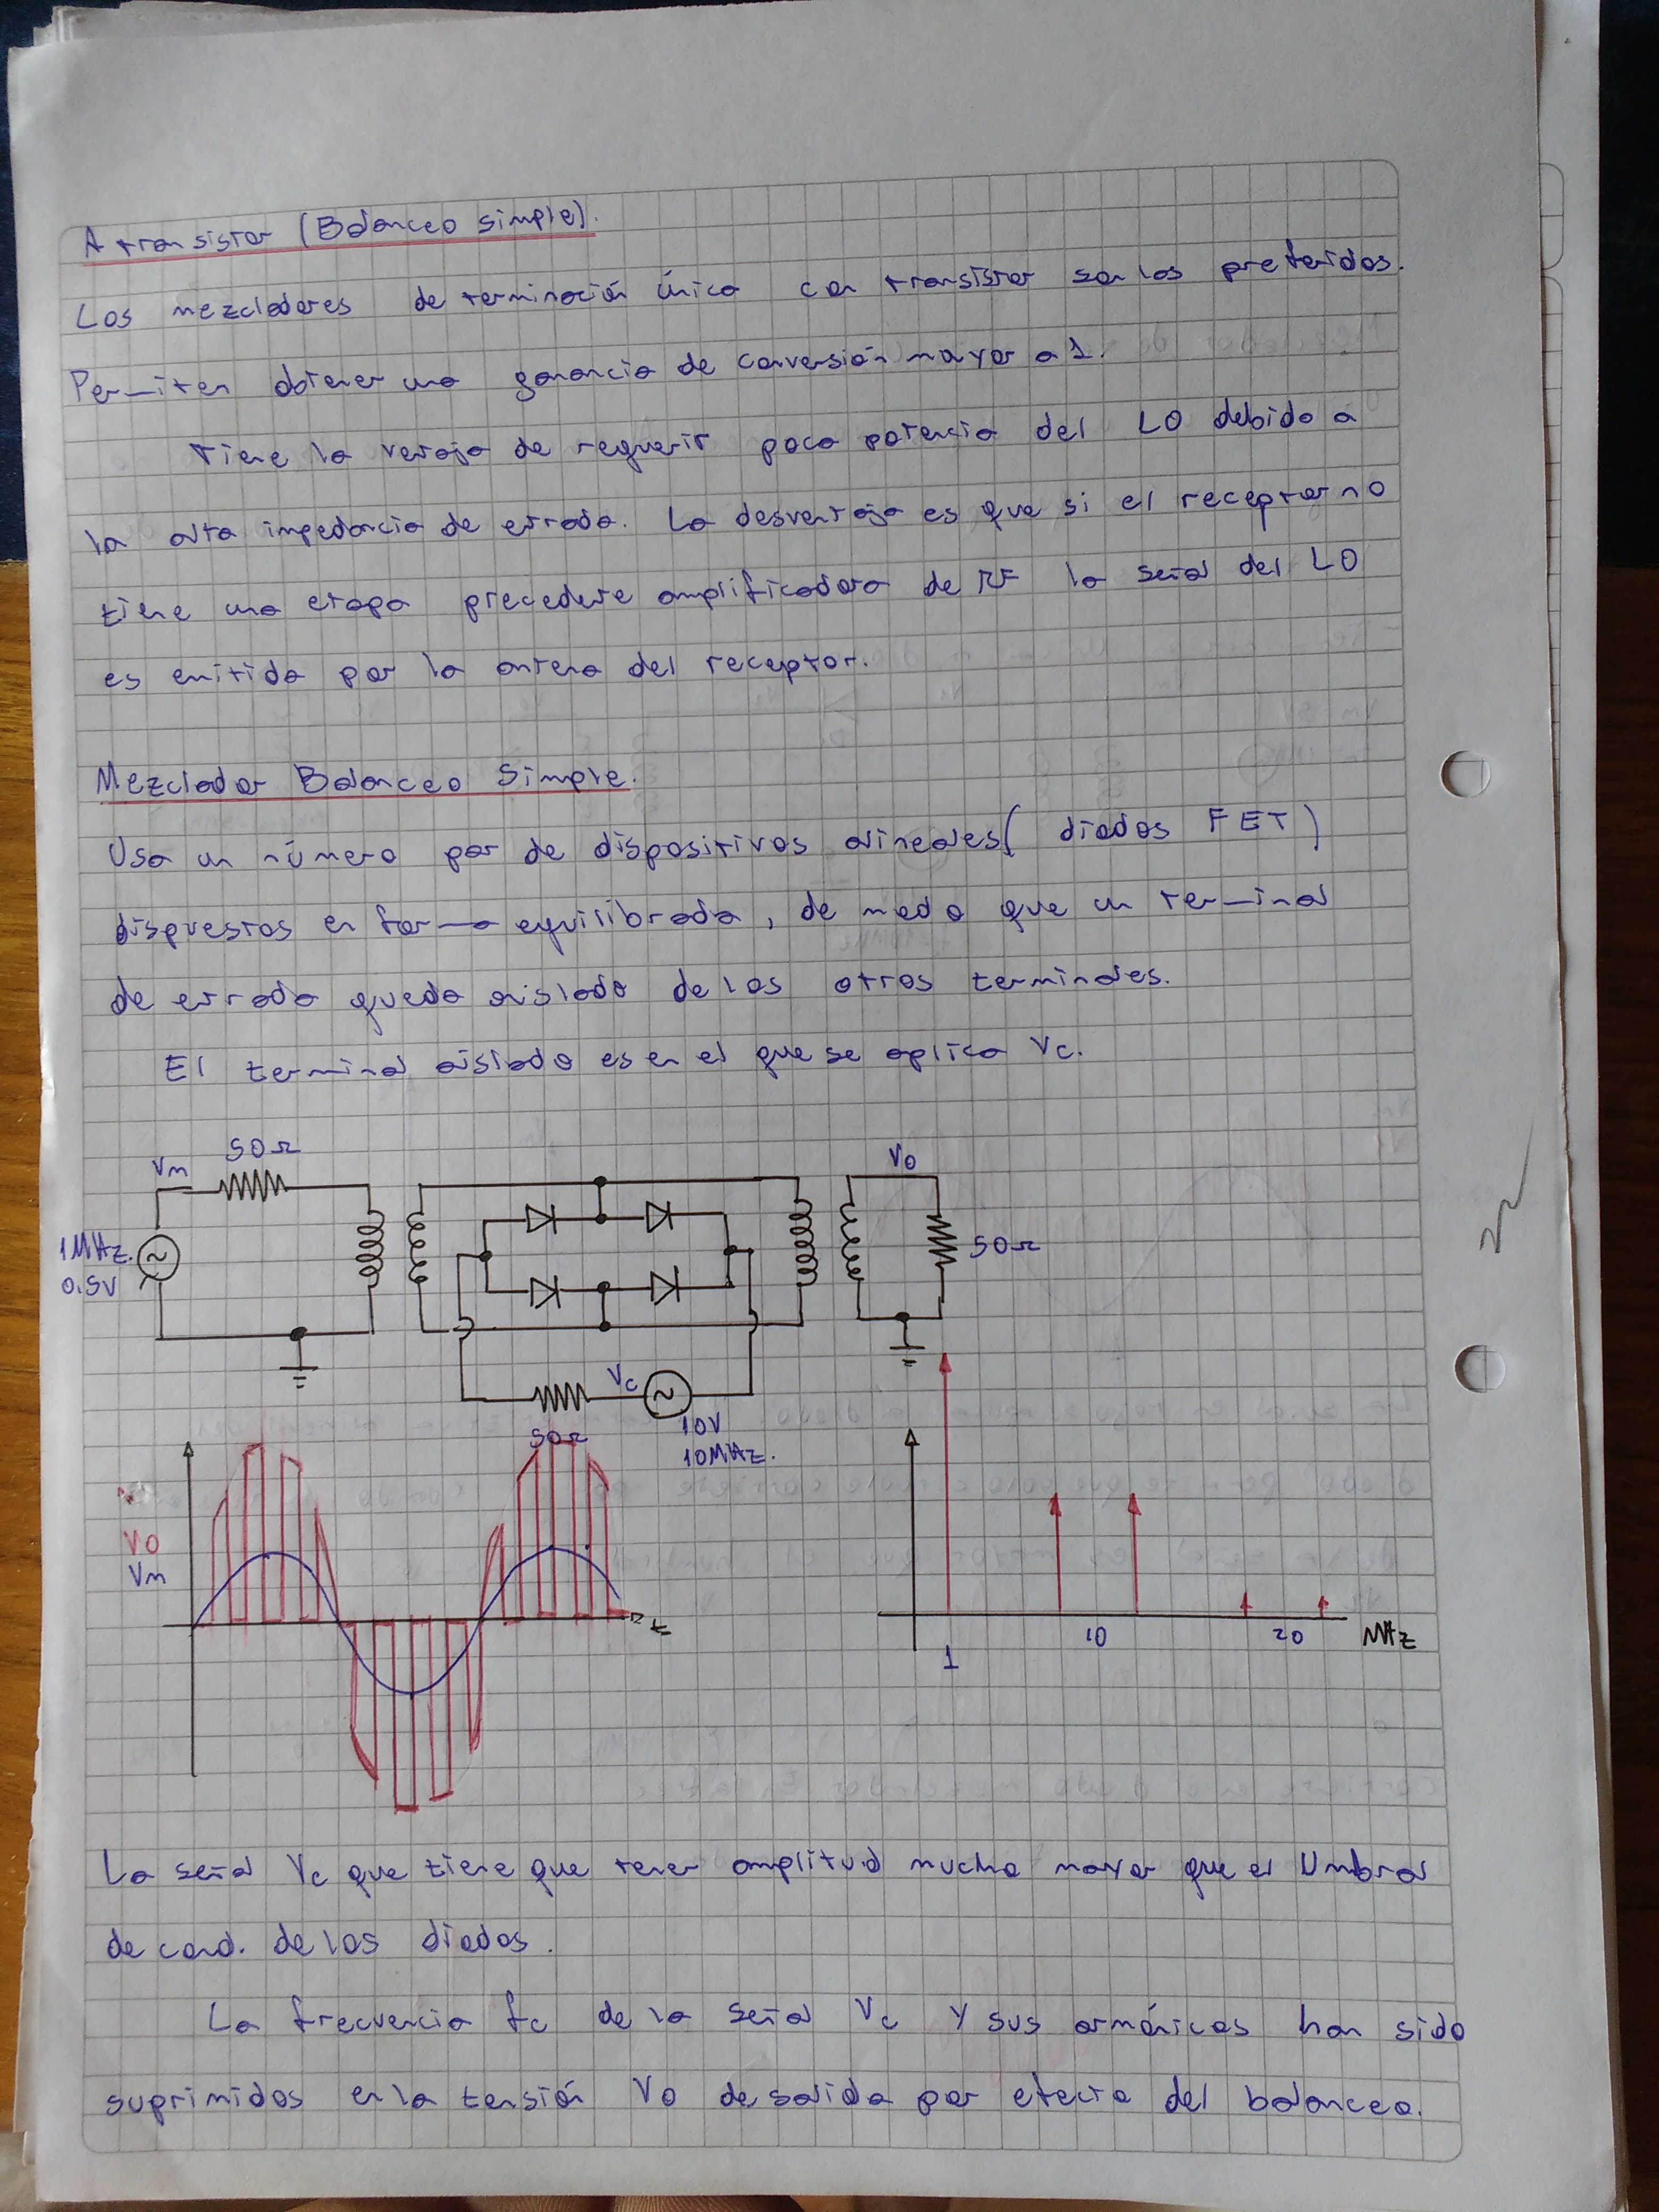 A transistor (Balanceo simple).
Los mezcladores de terminación única con transistor son los preferidos.
Permiten obtener una ganancia de conversión mayor a 1.
Tiene la ventaja de requerir poca potencia del LO debido a
la alta impedancia de entrada. La desventaja es que si el receptor no
tiene una etapa precedente amplificadora de RF la señal del LO
es emitida por la antena del receptor.
Mezclador Balanceo Simple.
Usa un número par de dispositivos alineales ( diodos FET )
dispuestos en forma equilibrada, de modo que un terminal
de entrada queda aislado de los otros terminales.
El terminal aislado es en el que se aplica Vc.
Vm 50Ω
Vo
1MHz.
0.5V
50Ω
Vc
50Ω
10V
10MHz.
Vo
Vm
t
1 10 20 MHz
La señal Vc que tiene que tener amplitud mucho mayor que el Umbral
de cond. de los diodos.
La frecuencia fc de la señal Vc y sus armónicos han sido
suprimidos en la tensión Vo de salida por efecto del balanceo.